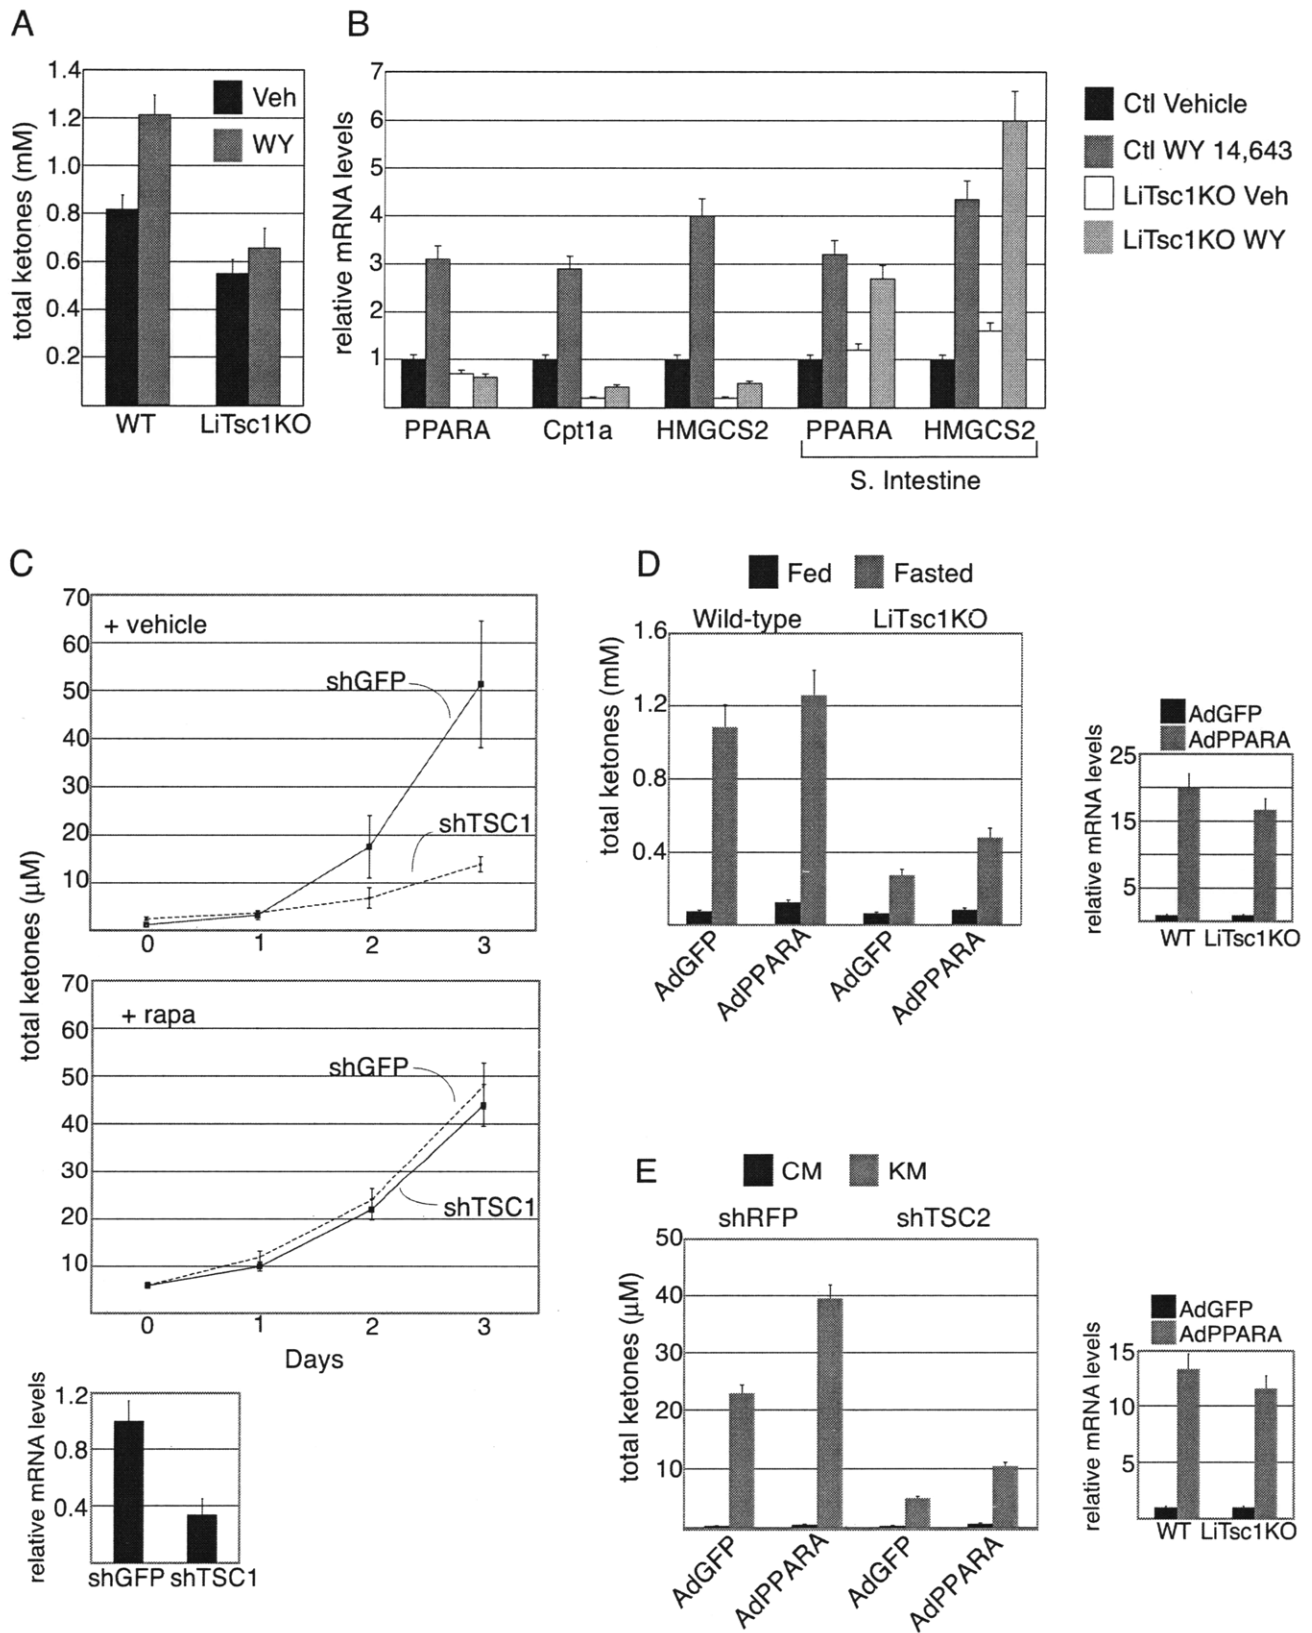 A
total ketones (mM)
1.4
1.2
1.0
0.8
0.6
0.4
0.2
Veh
WY
WT LiTsc1KO
B
relative mRNA levels
7
6
5
4
3
2
1
PPARA Cpt1a HMGCS2 PPARA HMGCS2
S. Intestine
Ctl Vehicle
Ctl WY 14,643
LiTsc1KO Veh
LiTsc1KO WY
C
total ketones (µM)
70
60
50
40
30
20
10
+ vehicle
shGFP
shTSC1
0 1 2 3
70
60
50
40
30
20
10
+ rapa
shGFP
shTSC1
0 1 2 3
Days
relative mRNA levels
1.2
0.8
0.4
shGFP shTSC1
D
Fed Fasted
Wild-type LiTsc1KO
total ketones (mM)
1.6
1.2
0.8
0.4
AdGFP AdPPARA AdGFP AdPPARA
AdGFP
AdPPARA
relative mRNA levels
25
15
5
WT LiTsc1KO
E
CM KM
shRFP shTSC2
total ketones (µM)
50
40
30
20
10
AdGFP AdPPARA AdGFP AdPPARA
AdGFP
AdPPARA
relative mRNA levels
15
10
5
WT LiTsc1KO